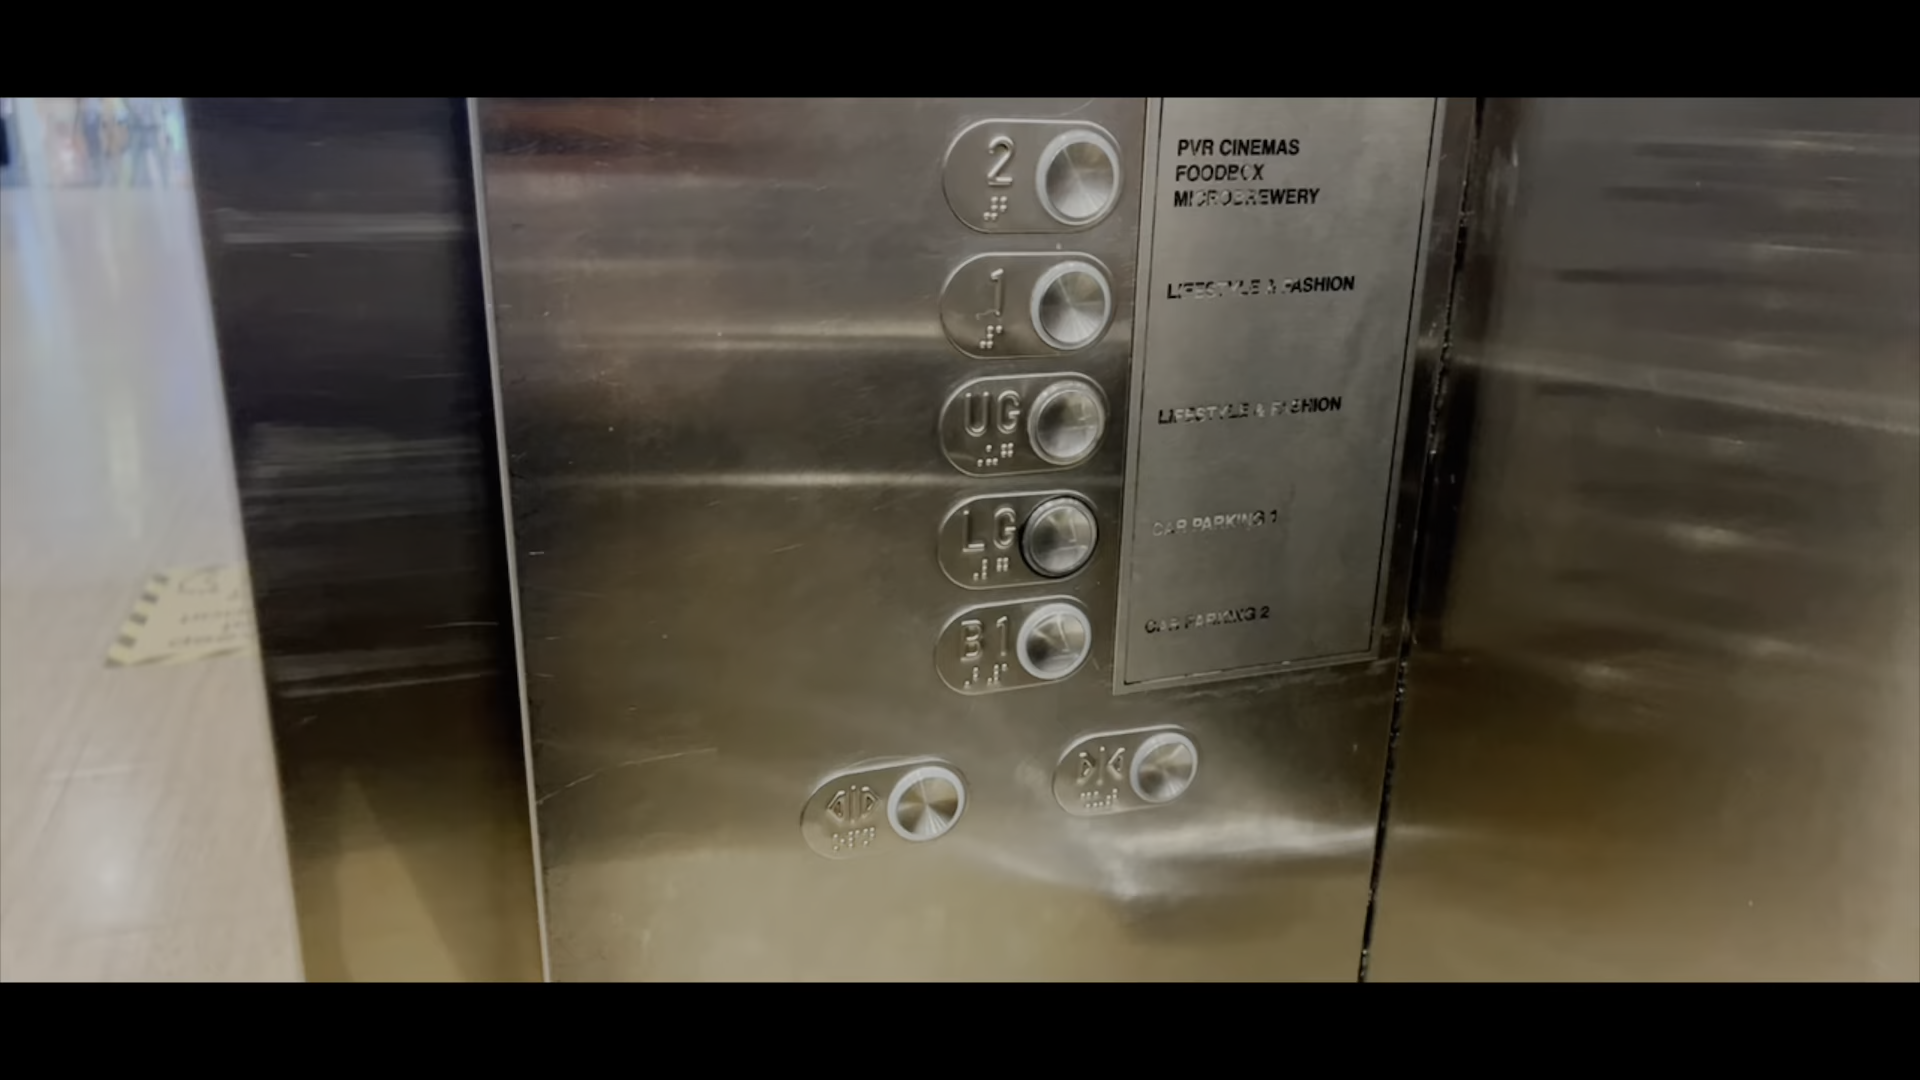 2
PVR CINEMAS
FOODBOX
MICROBREWERY
1
LIFESTYLE & FASHION
UG
LIFESTYLE & FASHION
LG
CAR PARKING 1
B1
CAR PARKING 2